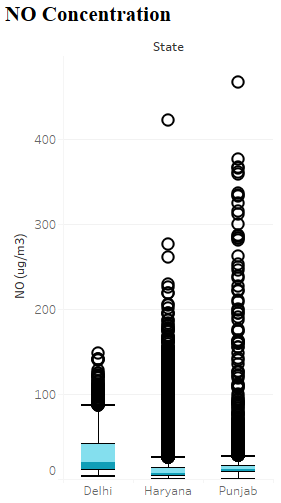 NO Concentration
State
400
300
200
100
0
NO (ug/m3)
Delhi Haryana Punjab